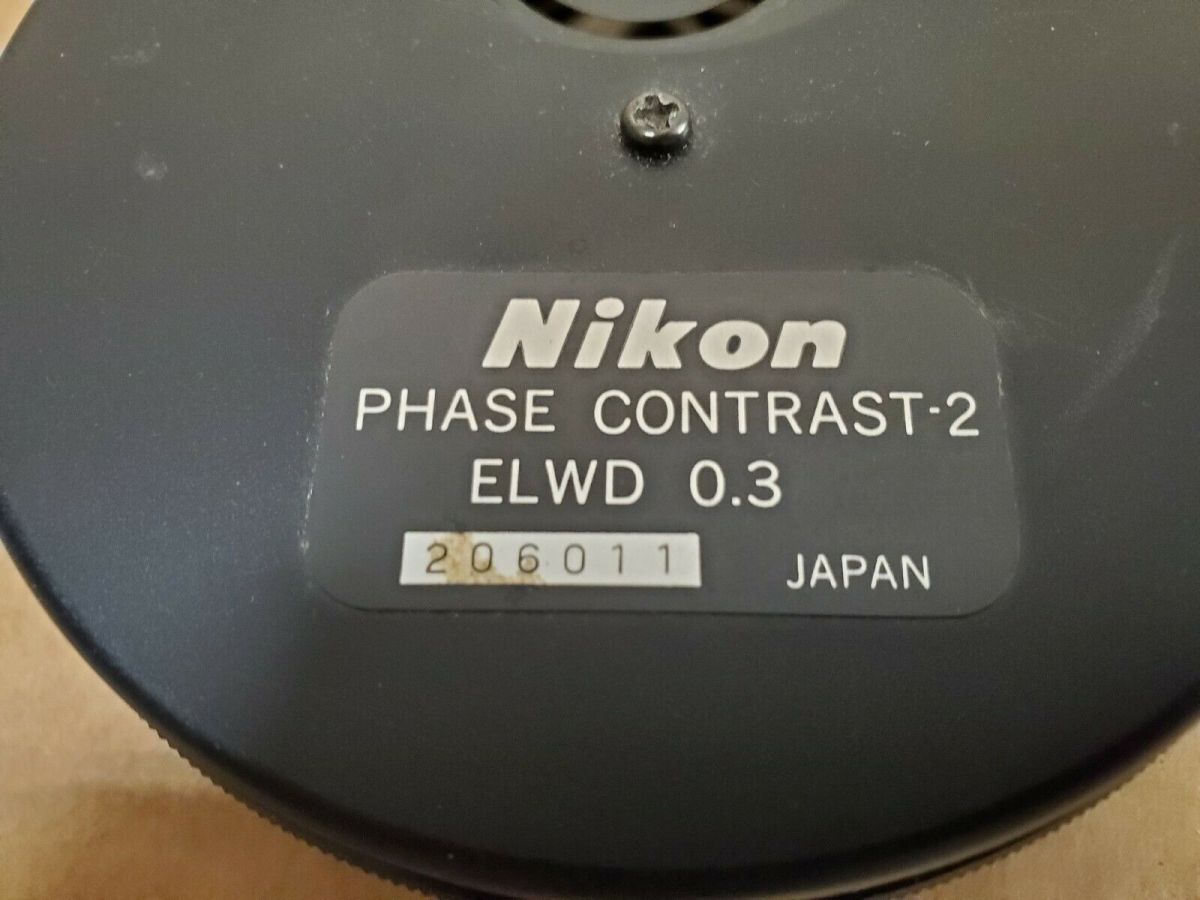 Nikon
PHASE CONTRAST-2
ELWD 0.3
206011 JAPAN